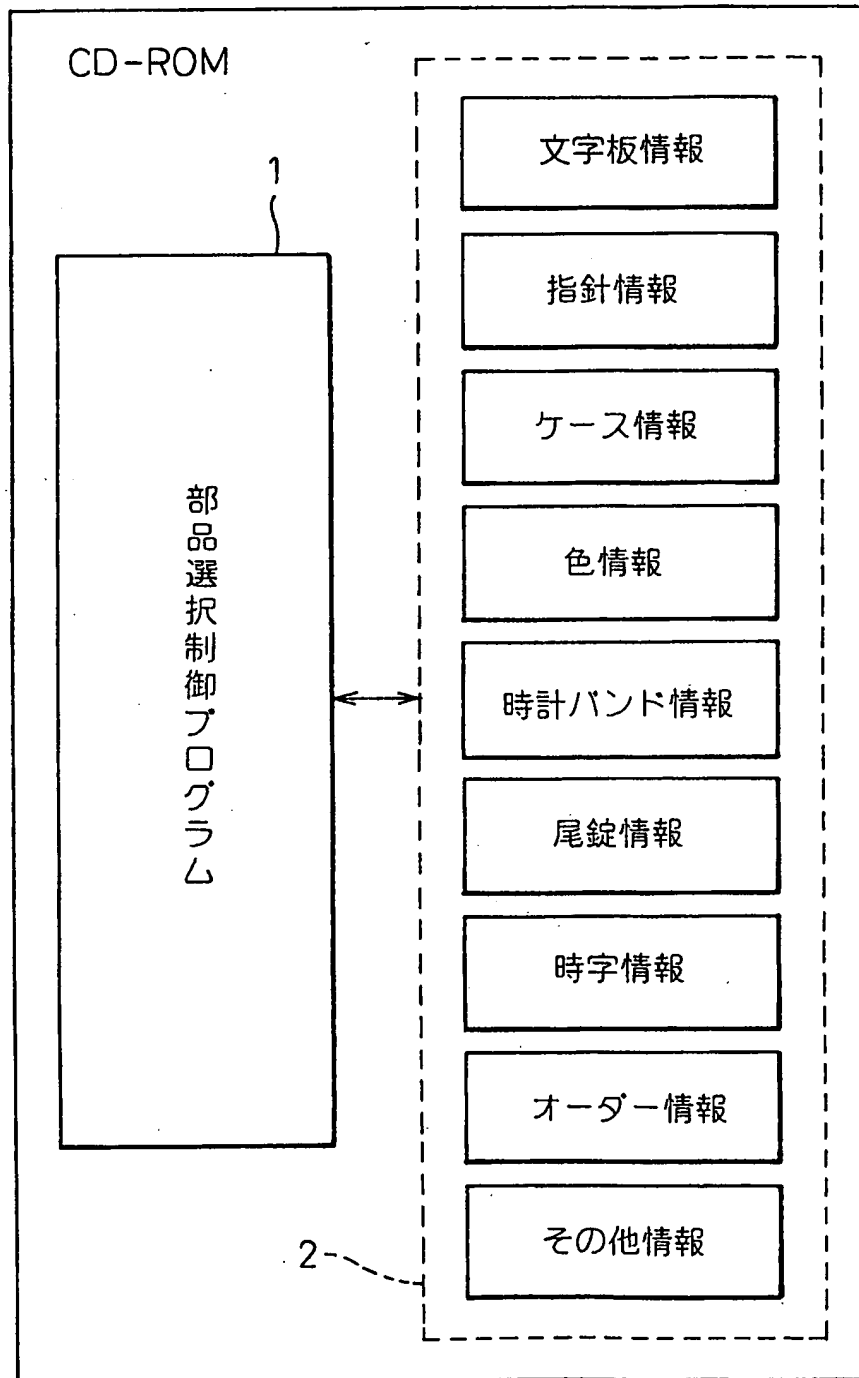 CD-ROM
1
部品選択制御プログラム
文字板情報
指針情報
ケース情報
色情報
時計バンド情報
尾錠情報
時字情報
オーダー情報
その他情報
2